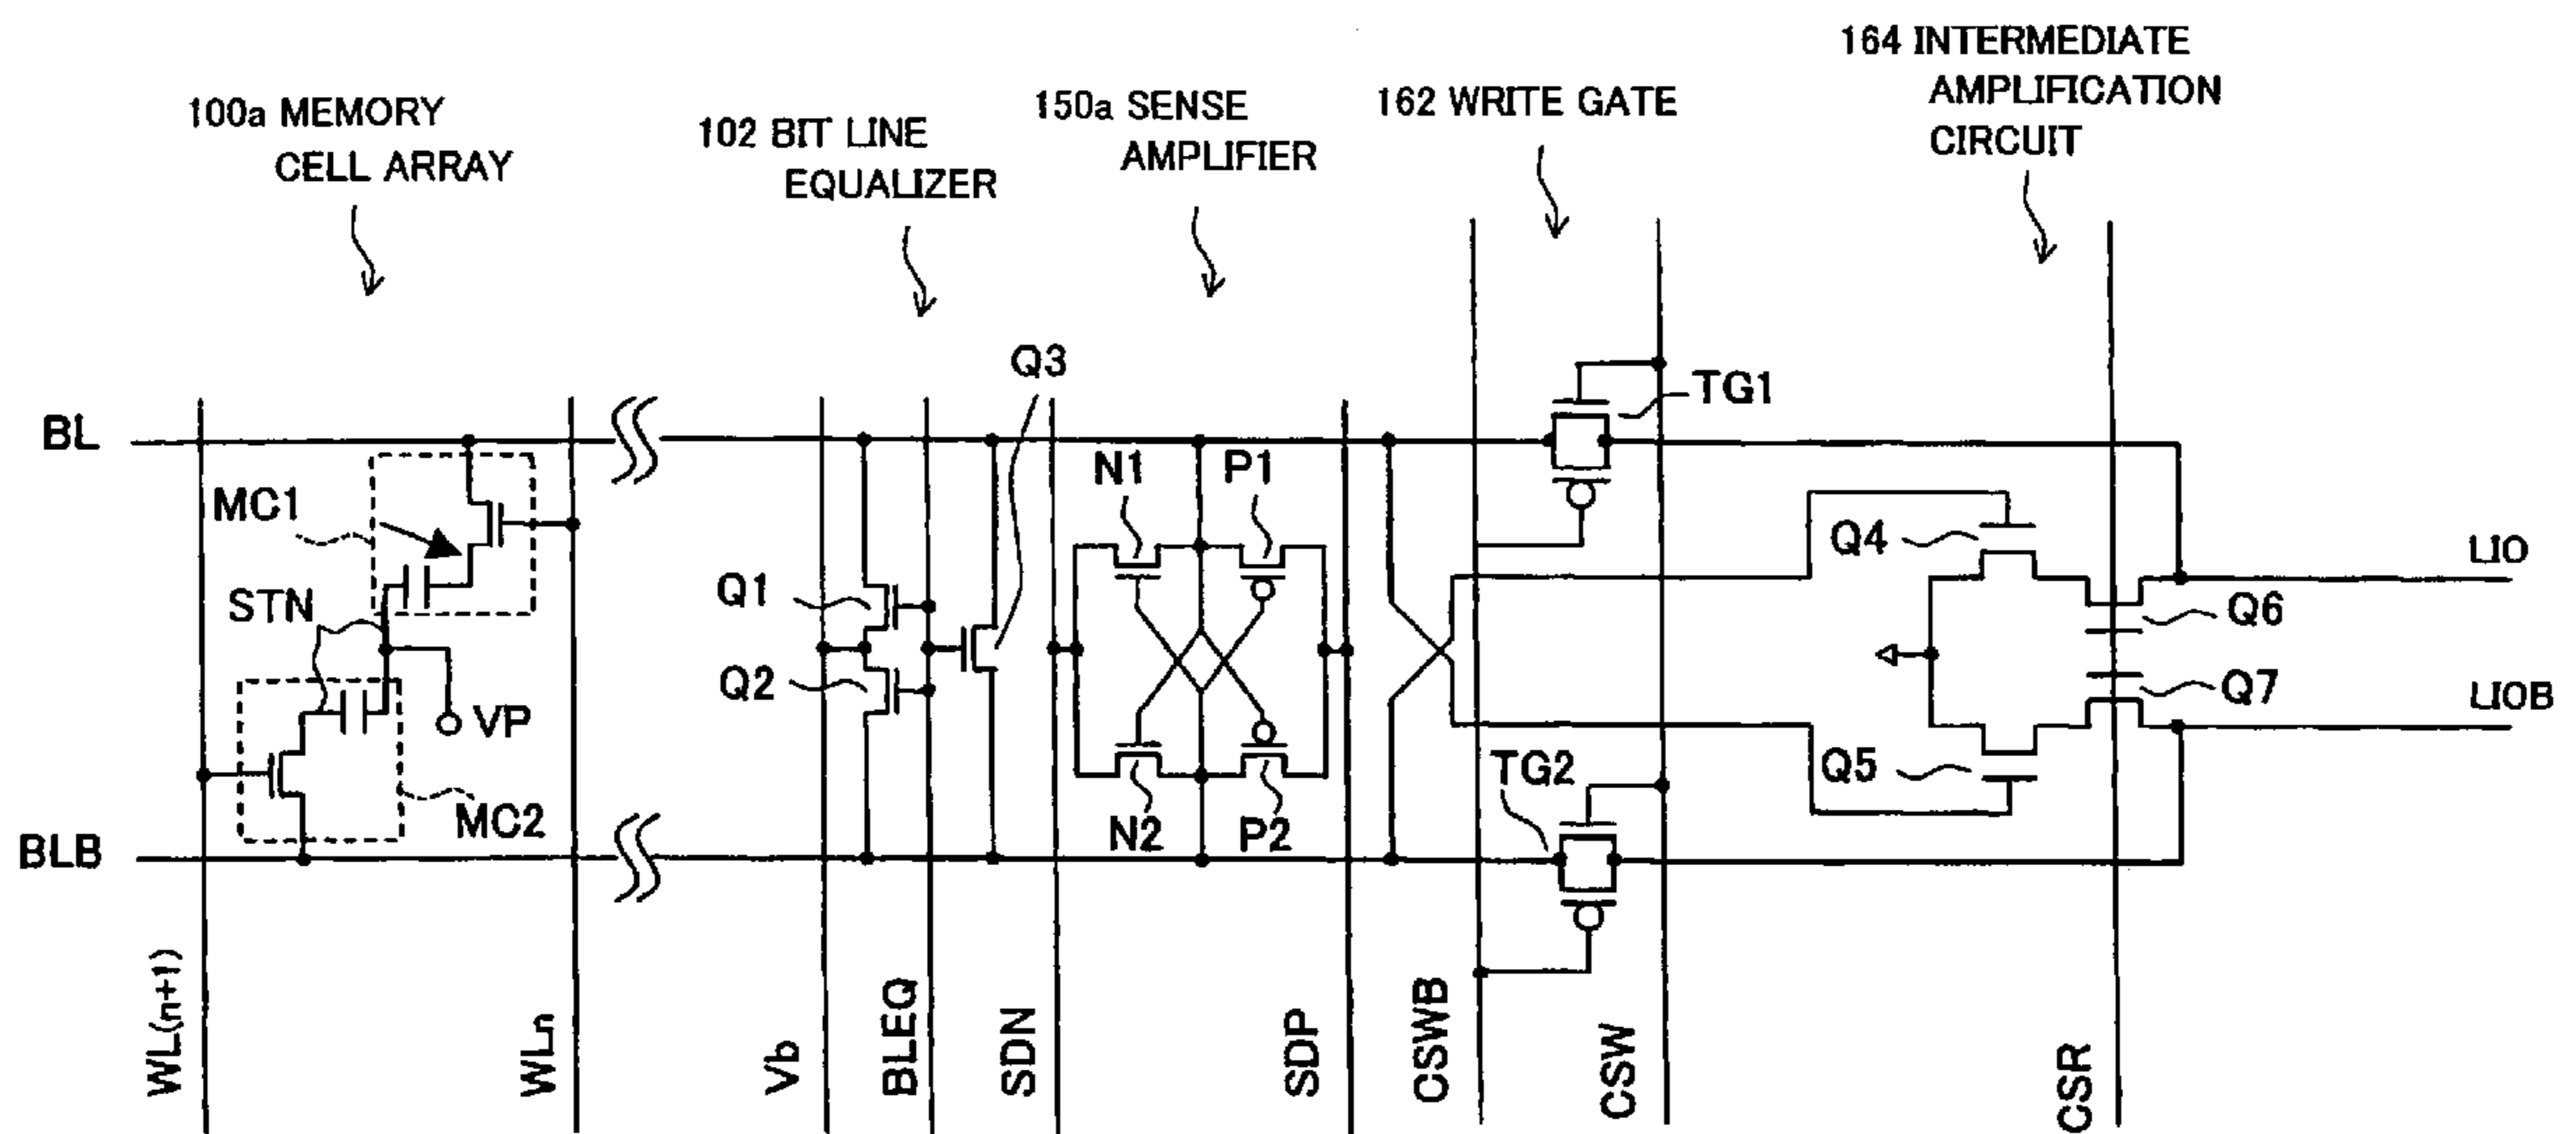 164 INTERMEDIATE
AMPLIFICATION
CIRCUIT
100a MEMORY
CELL ARRAY
102 BIT LINE
EQUALIZER
150a SENSE
AMPLIFIER
162 WRITE GATE
Q3
TG1
BL
N1
P1
MC1
Q4
LIO
STN
Q1
Q6
Q2
Q7
LIOB
VP
TG2
Q5
MC2
N2
P2
BLB
WL(n+1)
WLn
Vb
BLEQ
SDN
SDP
CSWB
CSW
CSR